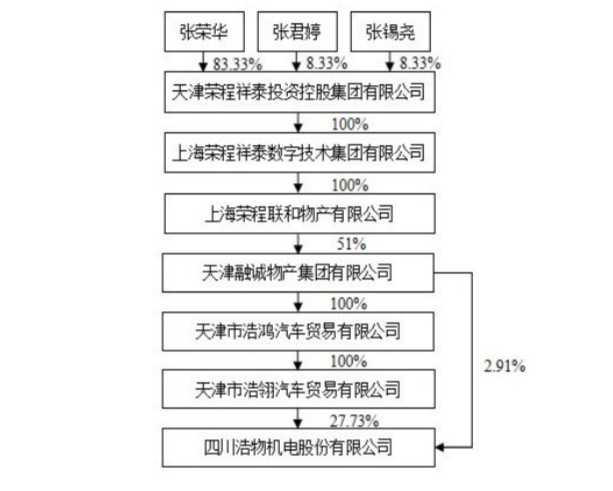 张荣华 张君婷 张锡尧
83.33% 8.33% 8.33%
天津荣程祥泰投资控股集团有限公司
100%
上海荣程祥泰数字技术集团有限公司
100%
上海荣程联和物产有限公司
51%
天津融诚物产集团有限公司
100%
天津市浩鸿汽车贸易有限公司
100%
2.91%
天津市浩翎汽车贸易有限公司
27.73%
四川浩物机电股份有限公司